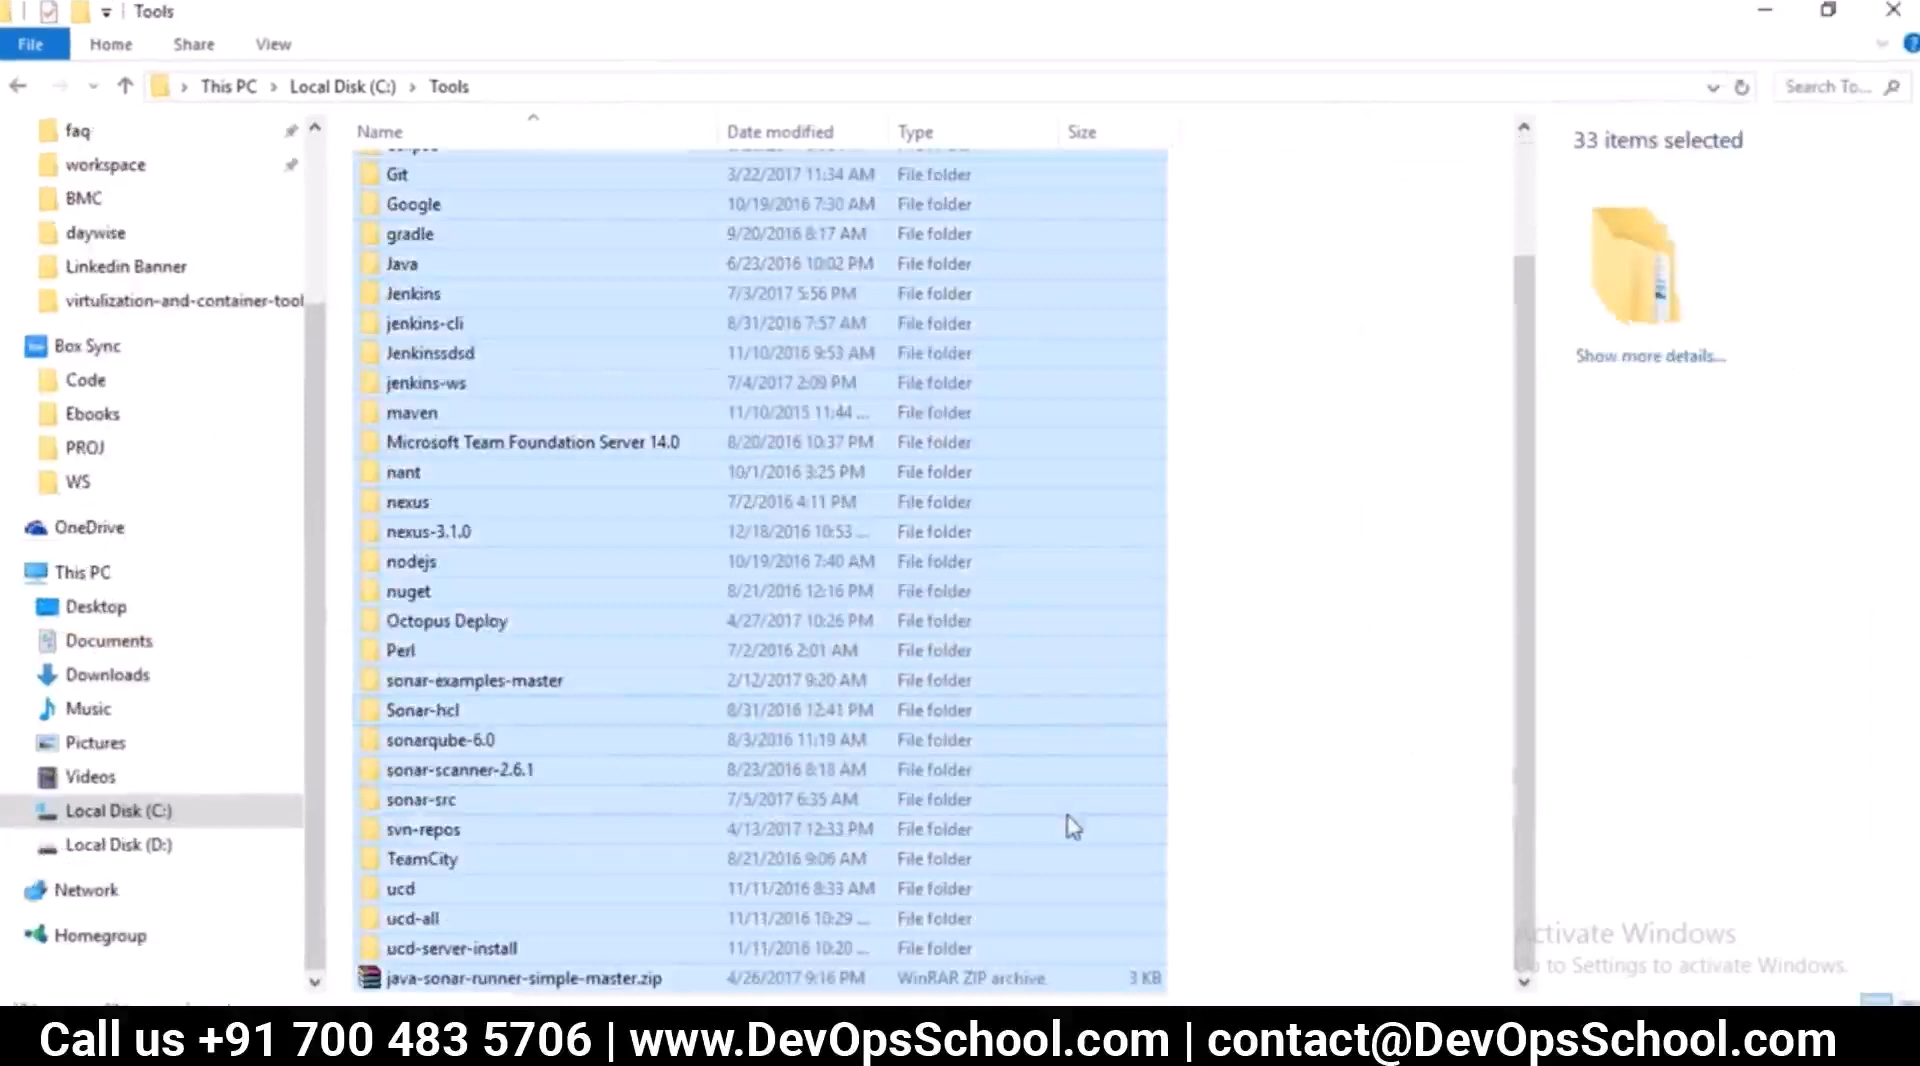 Tools
File Home Share View
This PC > Local Disk (C:) > Tools
Search To...
faq
workspace
BMC
daywise
Linkedin Banner
virtulization-and-container-tool
Box Sync
Code
Ebooks
PROJ
WS
OneDrive
This PC
Desktop
Documents
Downloads
Music
Pictures
Videos
Local Disk (C:)
Local Disk (D:)
Network
Homegroup
Name Date modified Type Size
Git 3/22/2017 11:34 AM File folder
Google 10/19/2016 7:30 AM File folder
gradle 9/20/2016 8:17 AM File folder
Java 6/23/2016 10:02 PM File folder
Jenkins 7/3/2017 5:56 PM File folder
jenkins-cli 8/31/2016 7:57 AM File folder
Jenkinssdsd 11/10/2016 9:53 AM File folder
jenkins-ws 7/4/2017 2:09 PM File folder
maven 11/10/2015 11:44 ... File folder
Microsoft Team Foundation Server 14.0 8/20/2016 10:37 PM File folder
nant 10/1/2016 3:25 PM File folder
nexus 7/2/2016 4:11 PM File folder
nexus-3.1.0 12/18/2016 10:53 ... File folder
nodejs 10/19/2016 7:40 AM File folder
nuget 8/21/2016 12:16 PM File folder
Octopus Deploy 4/27/2017 10:26 PM File folder
Perl 7/2/2016 2:01 AM File folder
sonar-examples-master 2/12/2017 9:20 AM File folder
Sonar-hcl 8/31/2016 12:41 PM File folder
sonarqube-6.0 8/3/2016 11:19 AM File folder
sonar-scanner-2.6.1 8/23/2016 8:18 AM File folder
sonar-src 7/5/2017 6:35 AM File folder
svn-repos 4/13/2017 12:33 PM File folder
TeamCity 8/21/2016 9:06 AM File folder
ucd 11/11/2016 8:33 AM File folder
ucd-all 11/11/2016 10:29 ... File folder
ucd-server-install 11/11/2016 10:20 ... File folder
java-sonar-runner-simple-master.zip 4/26/2017 9:16 PM WinRAR ZIP archive 3 KB
33 items selected
Show more details...
ctivate Windows
to Settings to activate Windows.
Call us +91 700 483 5706 | www.DevOpsSchool.com | contact@DevOpsSchool.com